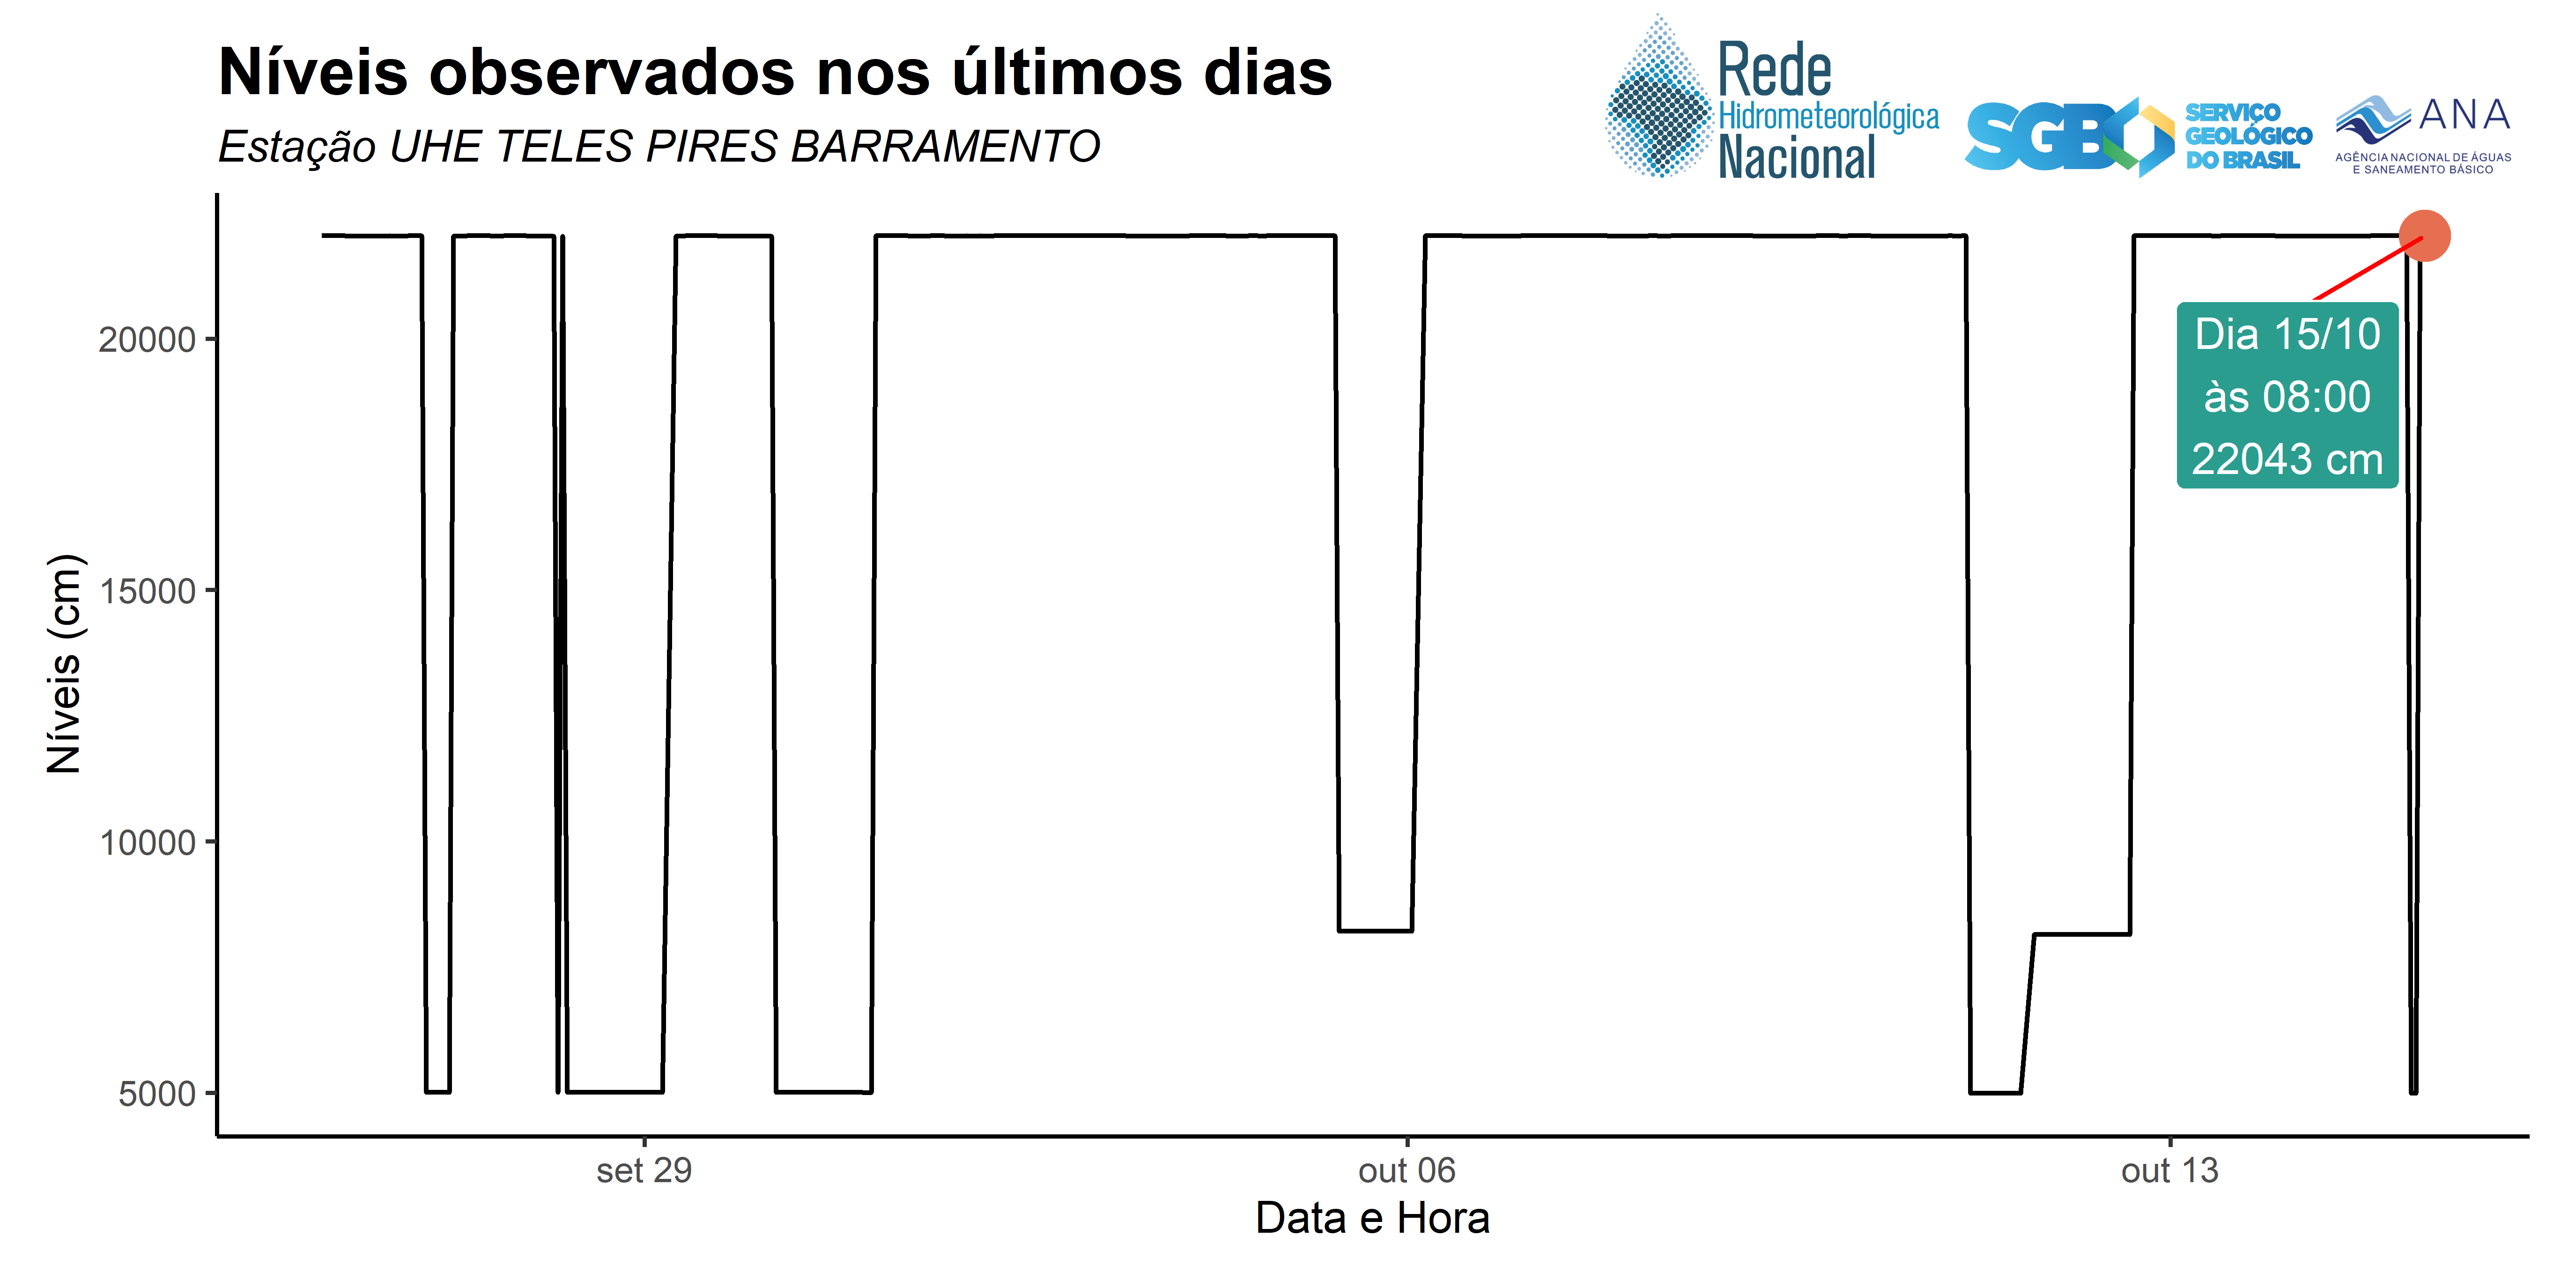 Níveis observados nos últimos dias
Estação UHE TELES PIRES BARRAMENTO
Rede
Hidrometeorológica
Nacional
SGB
SERVIÇO
GEOLÓGICO
DO BRASIL
ANA
AGÊNCIA NACIONAL DE ÁGUAS
E SANEAMENTO BÁSICO
Níveis (cm)
20000
15000
10000
5000
Dia 15/10
às 08:00
22043 cm
set 29
out 06
out 13
Data e Hora